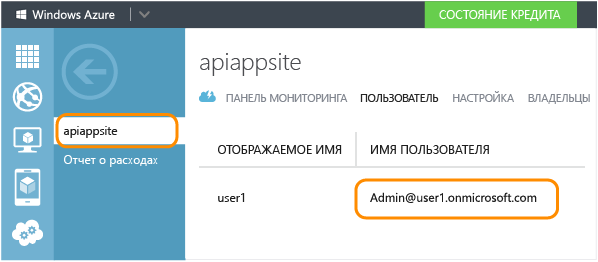 Windows Azure
СОСТОЯНИЕ КРЕДИТА
apiappsite
Отчет о расходах
apiappsite
ПАНЕЛЬ МОНИТОРИНГА ПОЛЬЗОВАТЕЛЬ НАСТРОЙКА ВЛАДЕЛЬЦЫ
ОТОБРАЖАЕМОЕ ИМЯ ИМЯ ПОЛЬЗОВАТЕЛЯ
user1 Admin@user1.onmicrosoft.com